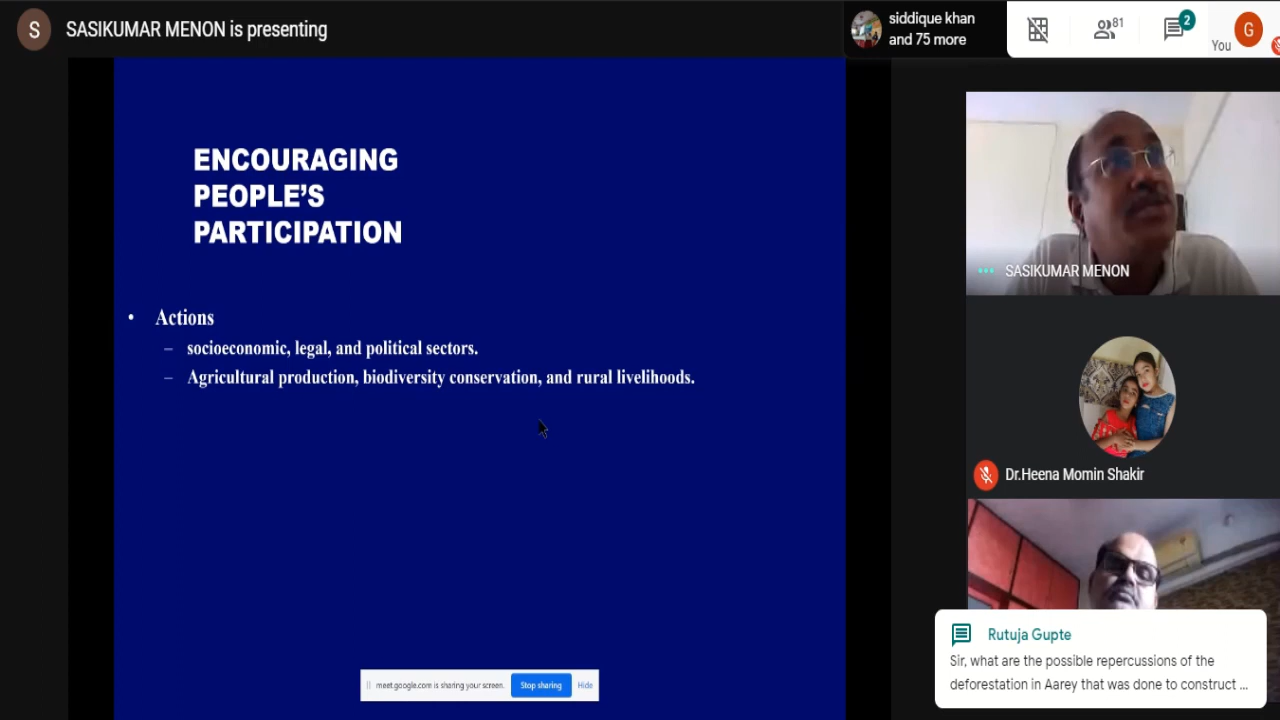 S
SASIKUMAR MENON is presenting
siddique khan
and 75 more
81
2
You
G
ENCOURAGING
PEOPLE'S
PARTICIPATION
• Actions
– socioeconomic, legal, and political sectors.
– Agricultural production, biodiversity conservation, and rural livelihoods.
SASIKUMAR MENON
Dr.Heena Momin Shakir
Rutuja Gupte
Sir, what are the possible repercussions of the
deforestation in Aarey that was done to construct ...
meet.google.com is sharing your screen.
Stop sharing
Hide